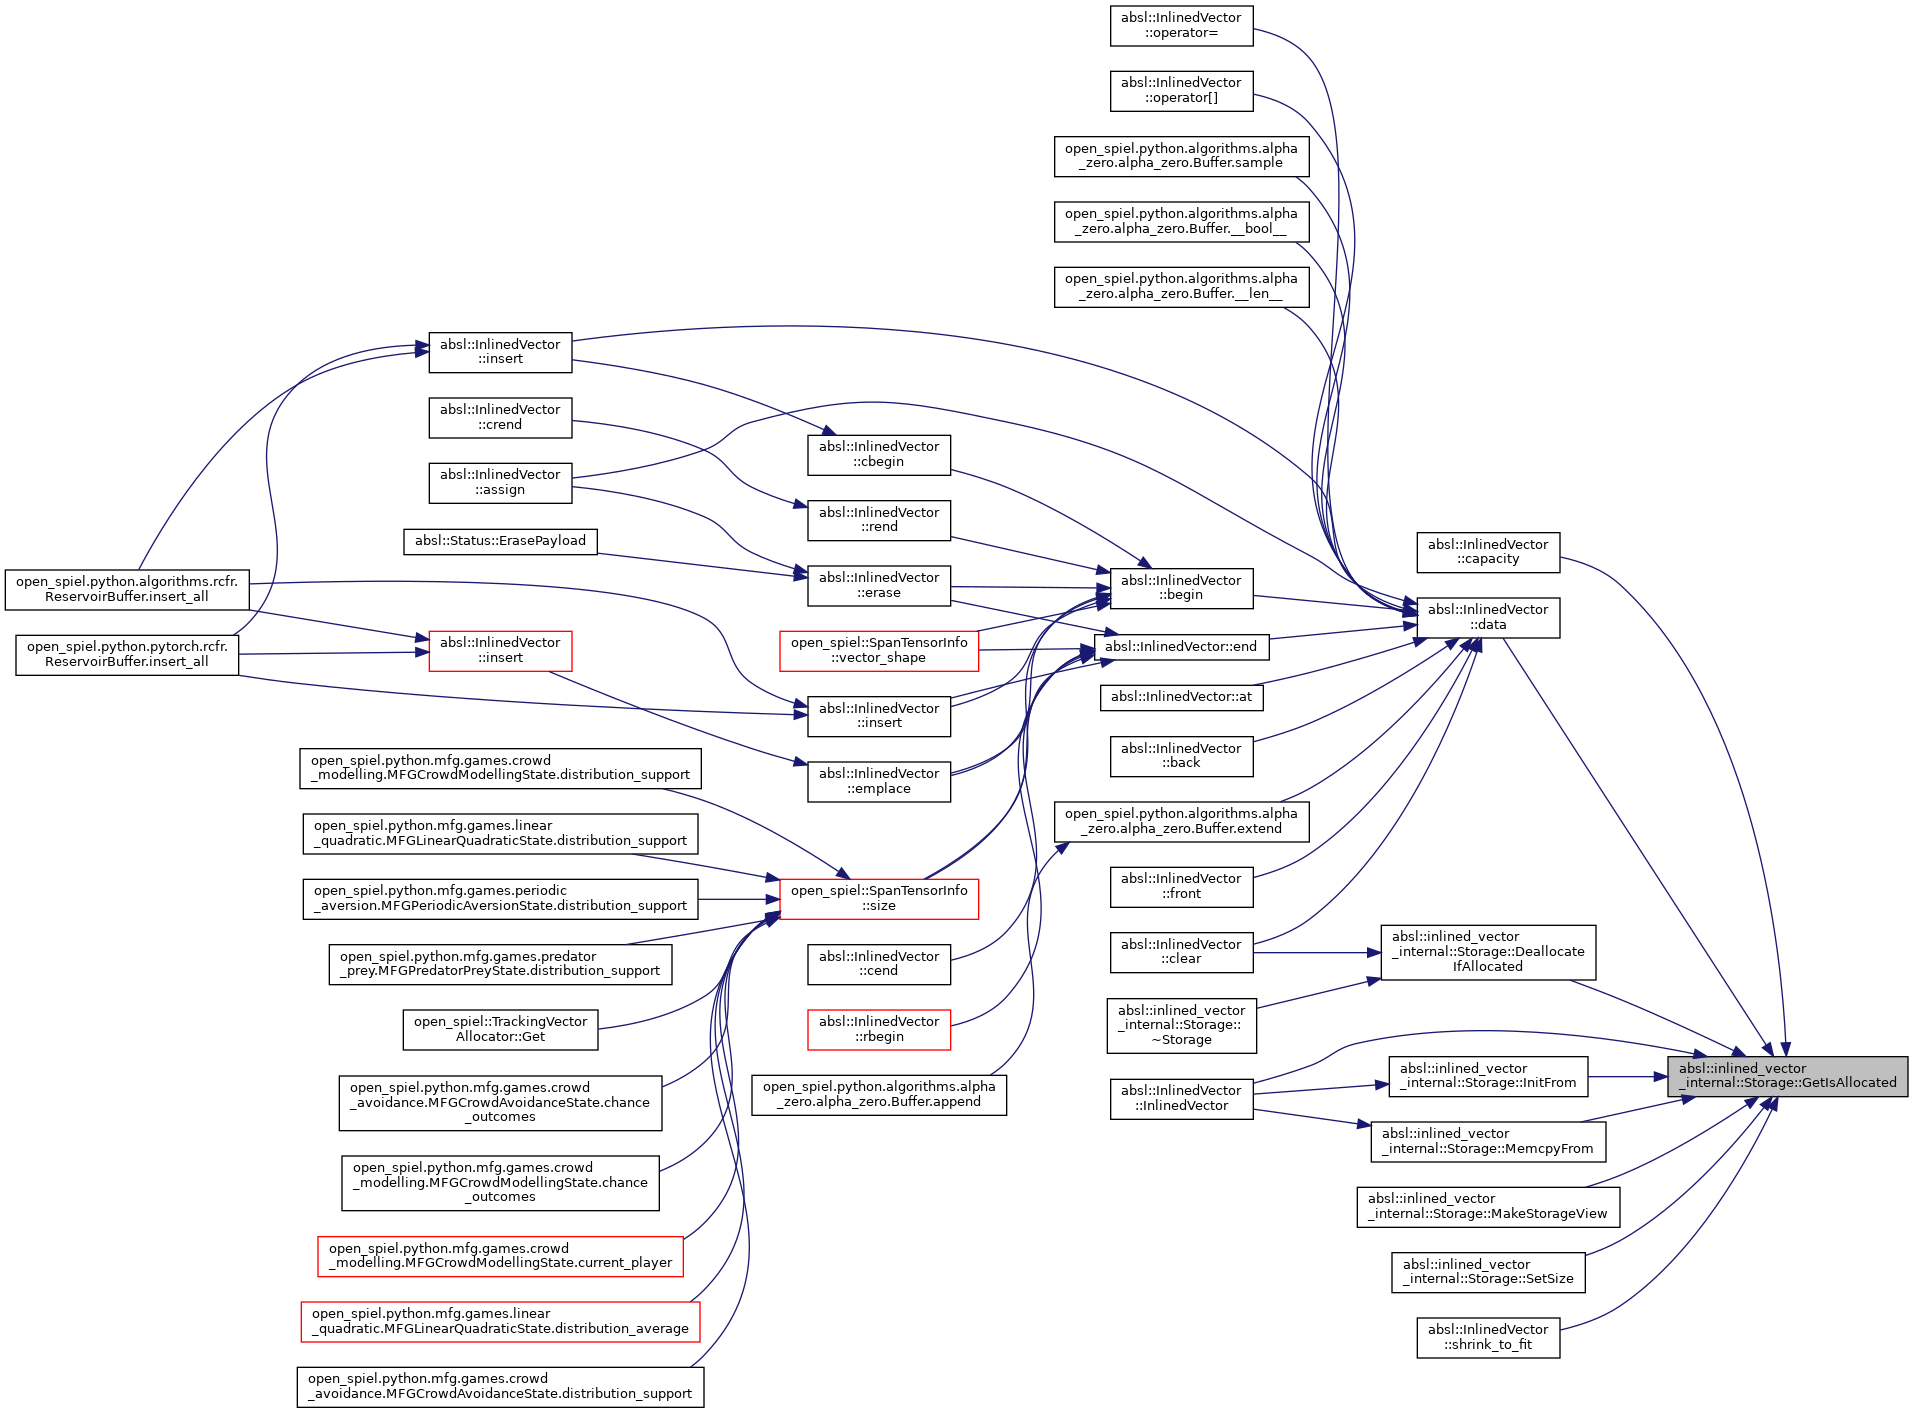 absl::InlinedVector
::operator=
absl::InlinedVector
::operator[]
open_spiel.python.algorithms.alpha
_zero.alpha_zero.Buffer.sample
open_spiel.python.algorithms.alpha
_zero.alpha_zero.Buffer.__bool__
open_spiel.python.algorithms.alpha
_zero.alpha_zero.Buffer.__len__
absl::InlinedVector
::insert
absl::InlinedVector
::crend
absl::InlinedVector
::cbegin
absl::InlinedVector
::assign
absl::InlinedVector
::rend
absl::Status::ErasePayload
absl::InlinedVector
::capacity
open_spiel.python.algorithms.rcfr.
ReservoirBuffer.insert_all
absl::InlinedVector
::erase
absl::InlinedVector
::begin
absl::InlinedVector
::data
open_spiel.python.pytorch.rcfr.
ReservoirBuffer.insert_all
absl::InlinedVector
::insert
open_spiel::SpanTensorInfo
::vector_shape
absl::InlinedVector::end
absl::InlinedVector::at
absl::InlinedVector
::insert
absl::InlinedVector
::back
open_spiel.python.mfg.games.crowd
_modelling.MFGCrowdModellingState.distribution_support
absl::InlinedVector
::emplace
open_spiel.python.algorithms.alpha
_zero.alpha_zero.Buffer.extend
open_spiel.python.mfg.games.linear
_quadratic.MFGLinearQuadraticState.distribution_support
open_spiel.python.mfg.games.periodic
_aversion.MFGPeriodicAversionState.distribution_support
open_spiel::SpanTensorInfo
::size
absl::InlinedVector
::front
open_spiel.python.mfg.games.predator
_prey.MFGPredatorPreyState.distribution_support
absl::InlinedVector
::cend
absl::InlinedVector
::clear
absl::inlined_vector
_internal::Storage::Deallocate
IfAllocated
open_spiel::TrackingVector
Allocator::Get
absl::InlinedVector
::rbegin
absl::inlined_vector
_internal::Storage::
~Storage
open_spiel.python.mfg.games.crowd
_avoidance.MFGCrowdAvoidanceState.chance
_outcomes
open_spiel.python.algorithms.alpha
_zero.alpha_zero.Buffer.append
absl::InlinedVector
::InlinedVector
absl::inlined_vector
_internal::Storage::InitFrom
absl::inlined_vector
_internal::Storage::GetIsAllocated
open_spiel.python.mfg.games.crowd
_modelling.MFGCrowdModellingState.chance
_outcomes
absl::inlined_vector
_internal::Storage::MemcpyFrom
absl::inlined_vector
_internal::Storage::MakeStorageView
open_spiel.python.mfg.games.crowd
_modelling.MFGCrowdModellingState.current_player
absl::inlined_vector
_internal::Storage::SetSize
open_spiel.python.mfg.games.linear
_quadratic.MFGLinearQuadraticState.distribution_average
absl::InlinedVector
::shrink_to_fit
open_spiel.python.mfg.games.crowd
_avoidance.MFGCrowdAvoidanceState.distribution_support